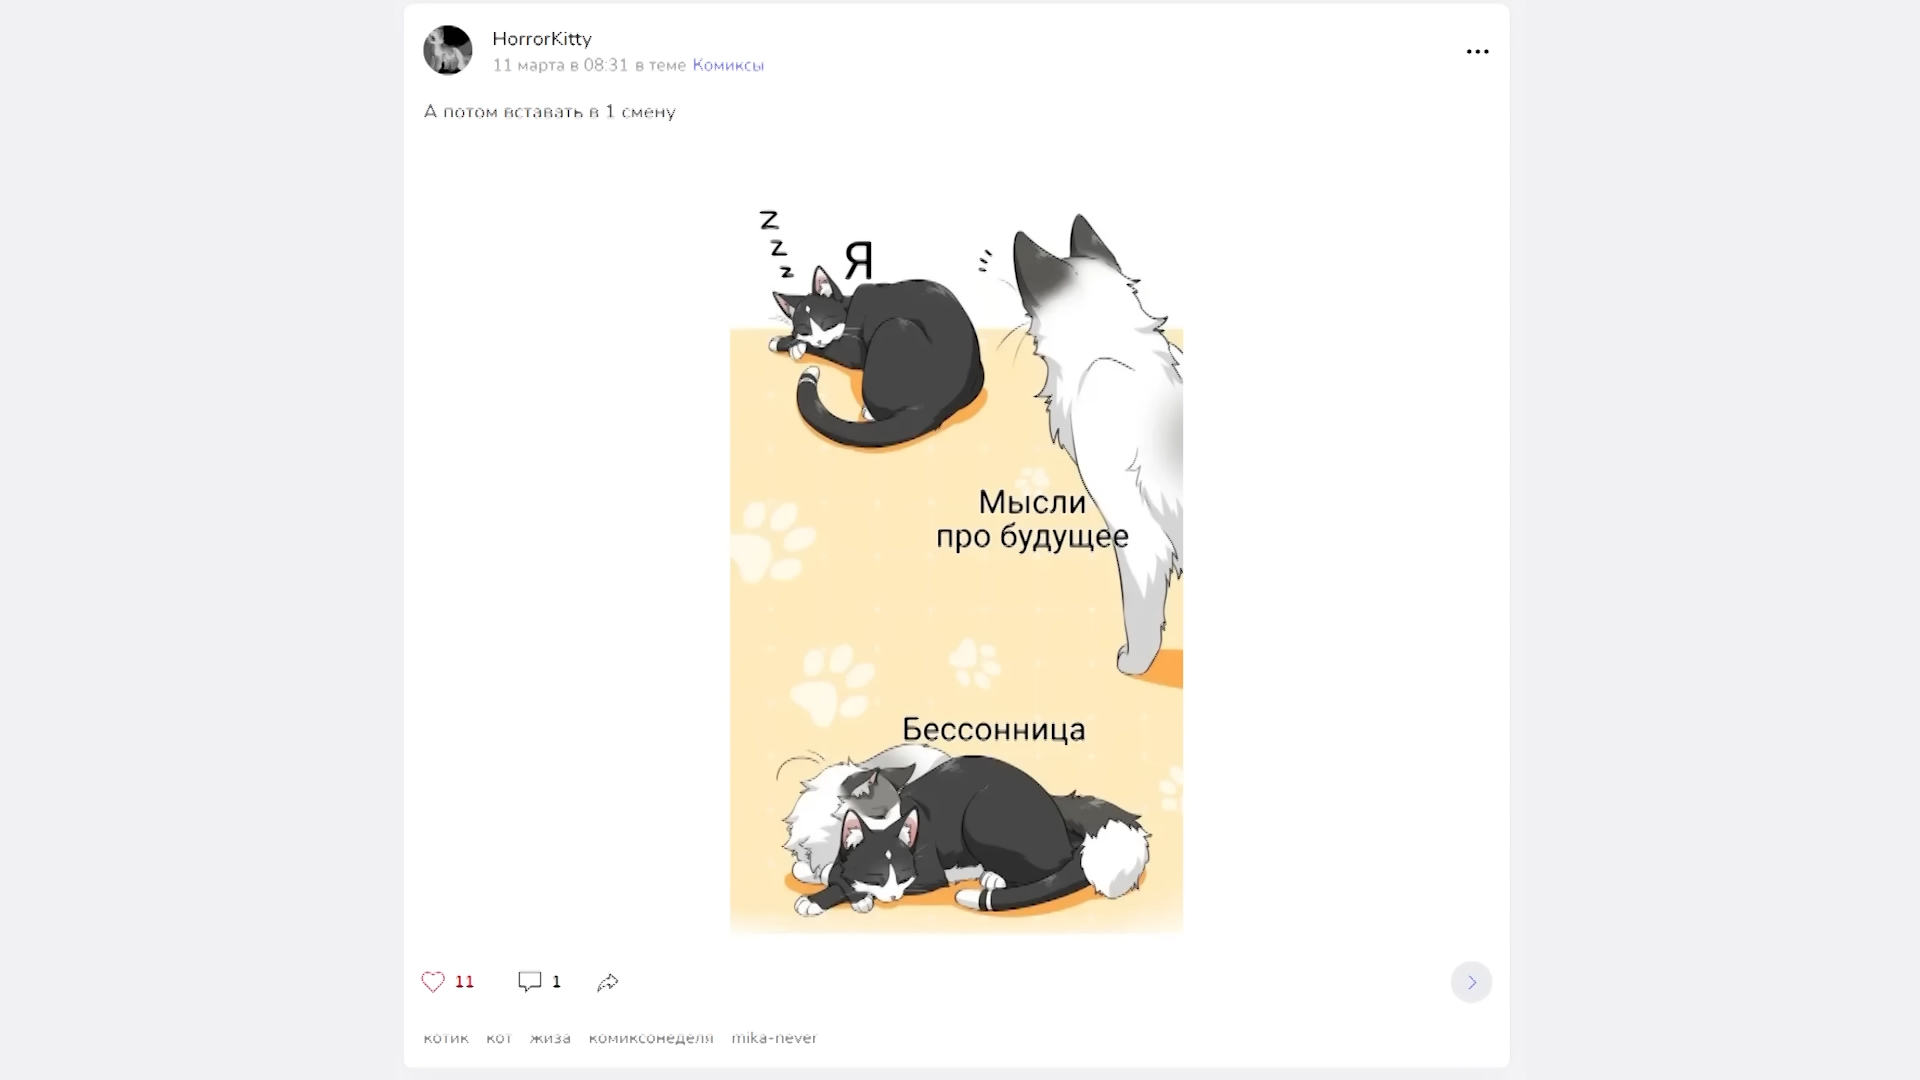 HorrorKitty
11 марта в 08:31 в теме Комиксы
А потом вставать в 1 смену
z
z
z
Я
Мысли
про будущее
Бессонница
11
1
котик кот жиза комиксонеделя mika-never